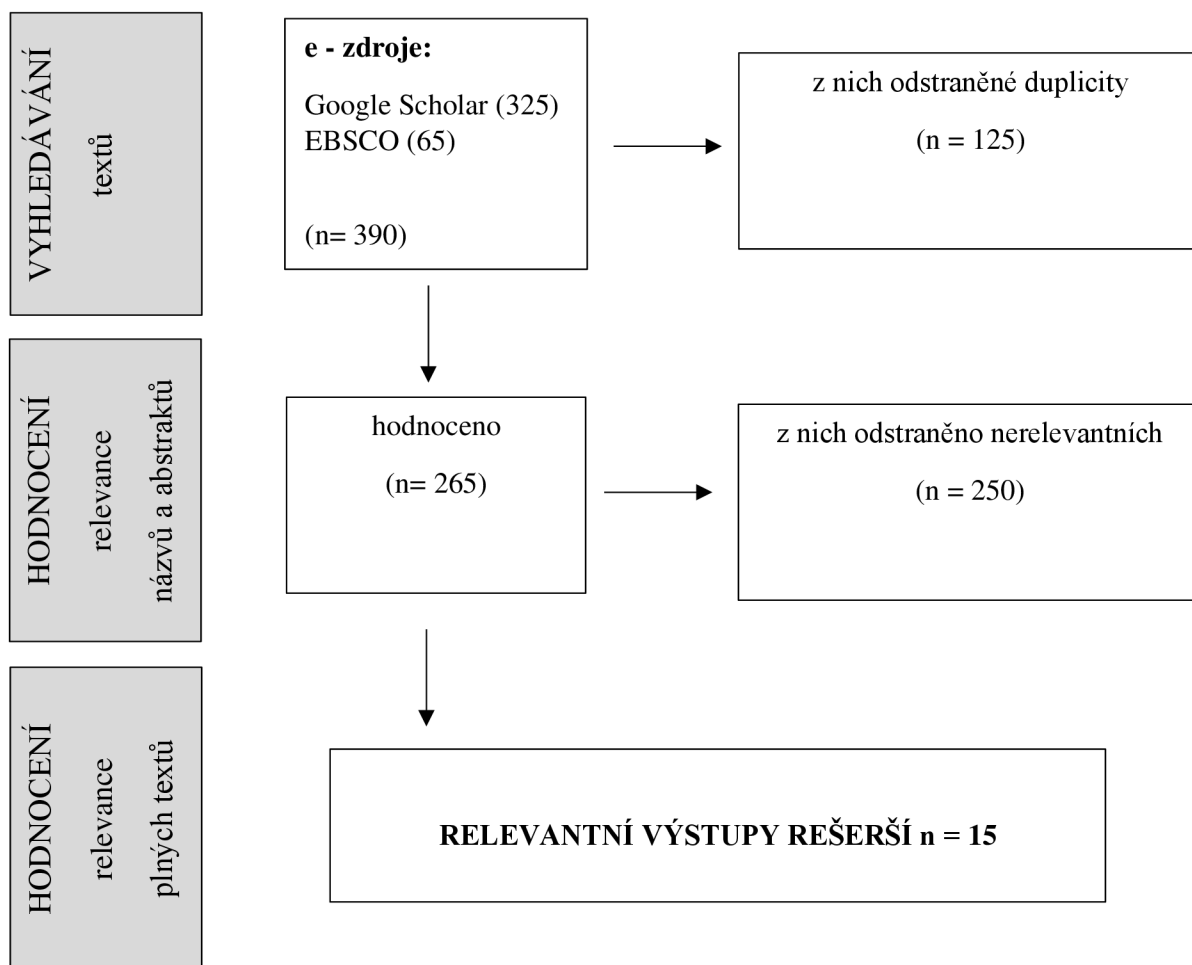 VYHLEDÁVÁNÍ
textů
e - zdroje:
Google Scholar (325)
EBSCO (65)
(n= 390)
z nich odstraněné duplicity
(n = 125)
HODNOCENÍ
relevance
názvů a abstraktů
hodnoceno
(n= 265)
z nich odstraněno nerelevantních
(n = 250)
HODNOCENÍ
relevance
plných textů
RELEVANTNÍ VÝSTUPY REŠERŠÍ n = 15